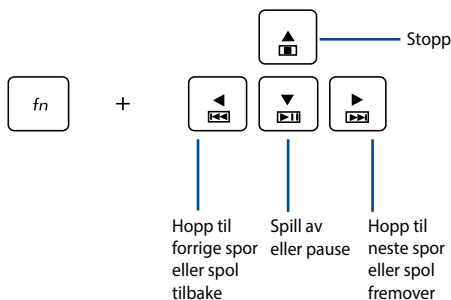 Stopp
fn
+
Hopp til
forrige spor
eller spol
tilbake
Spill av
eller pause
Hopp til
neste spor
eller spol
fremover